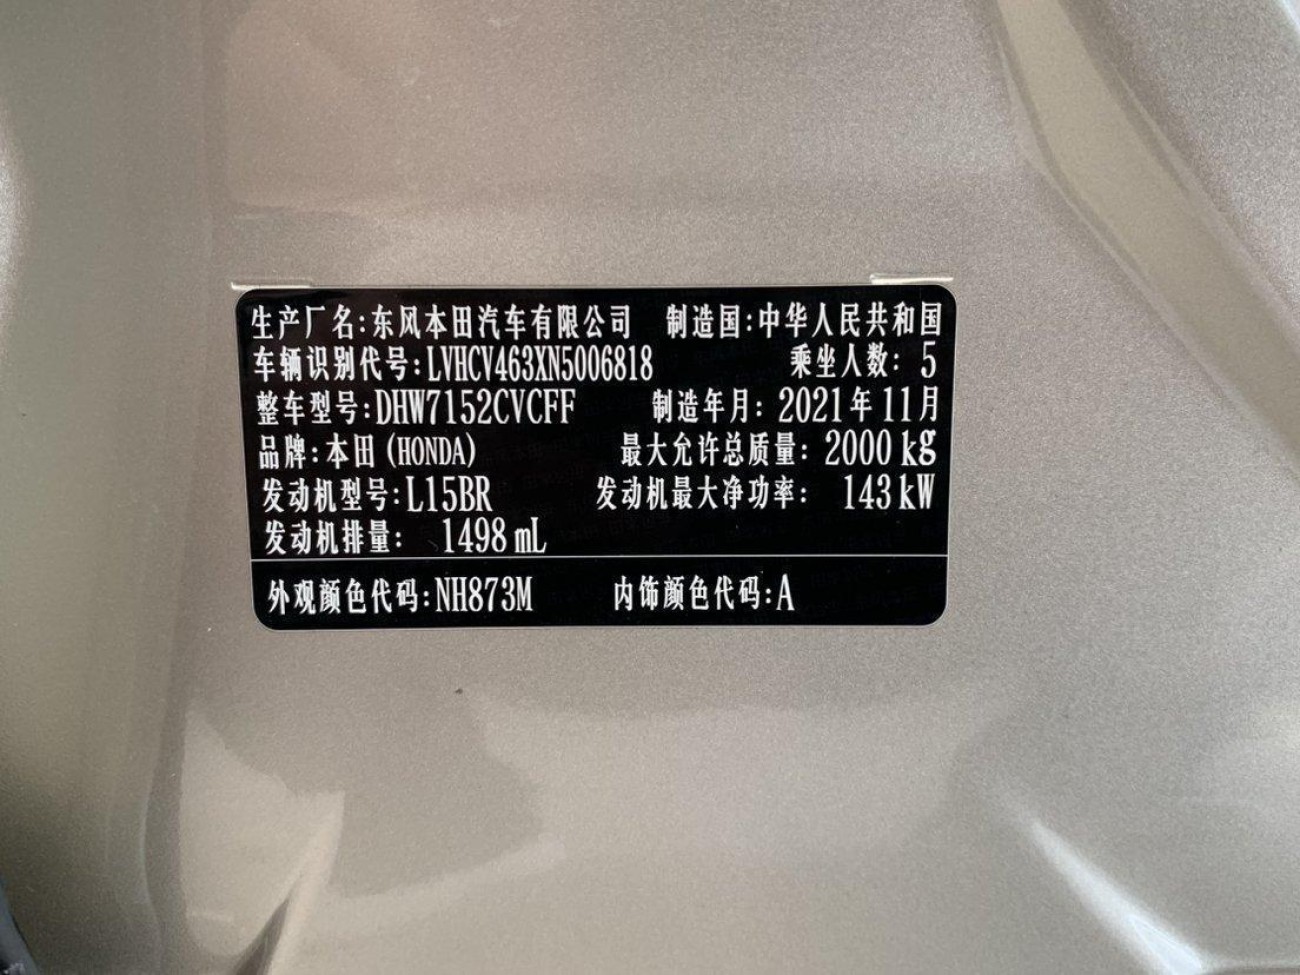 生产厂名:东风本田汽车有限公司 制造国:中华人民共和国
车辆识别代号:LVHCV463XN5006818 乘坐人数: 5
整车型号:DHW7152CVCFF 制造年月: 2021年11月
品牌:本田(HONDA) 最大允许总质量: 2000 kg
发动机型号:L15BR 发动机最大净功率: 143 kW
发动机排量: 1498 mL
外观颜色代码:NH873M 内饰颜色代码:A